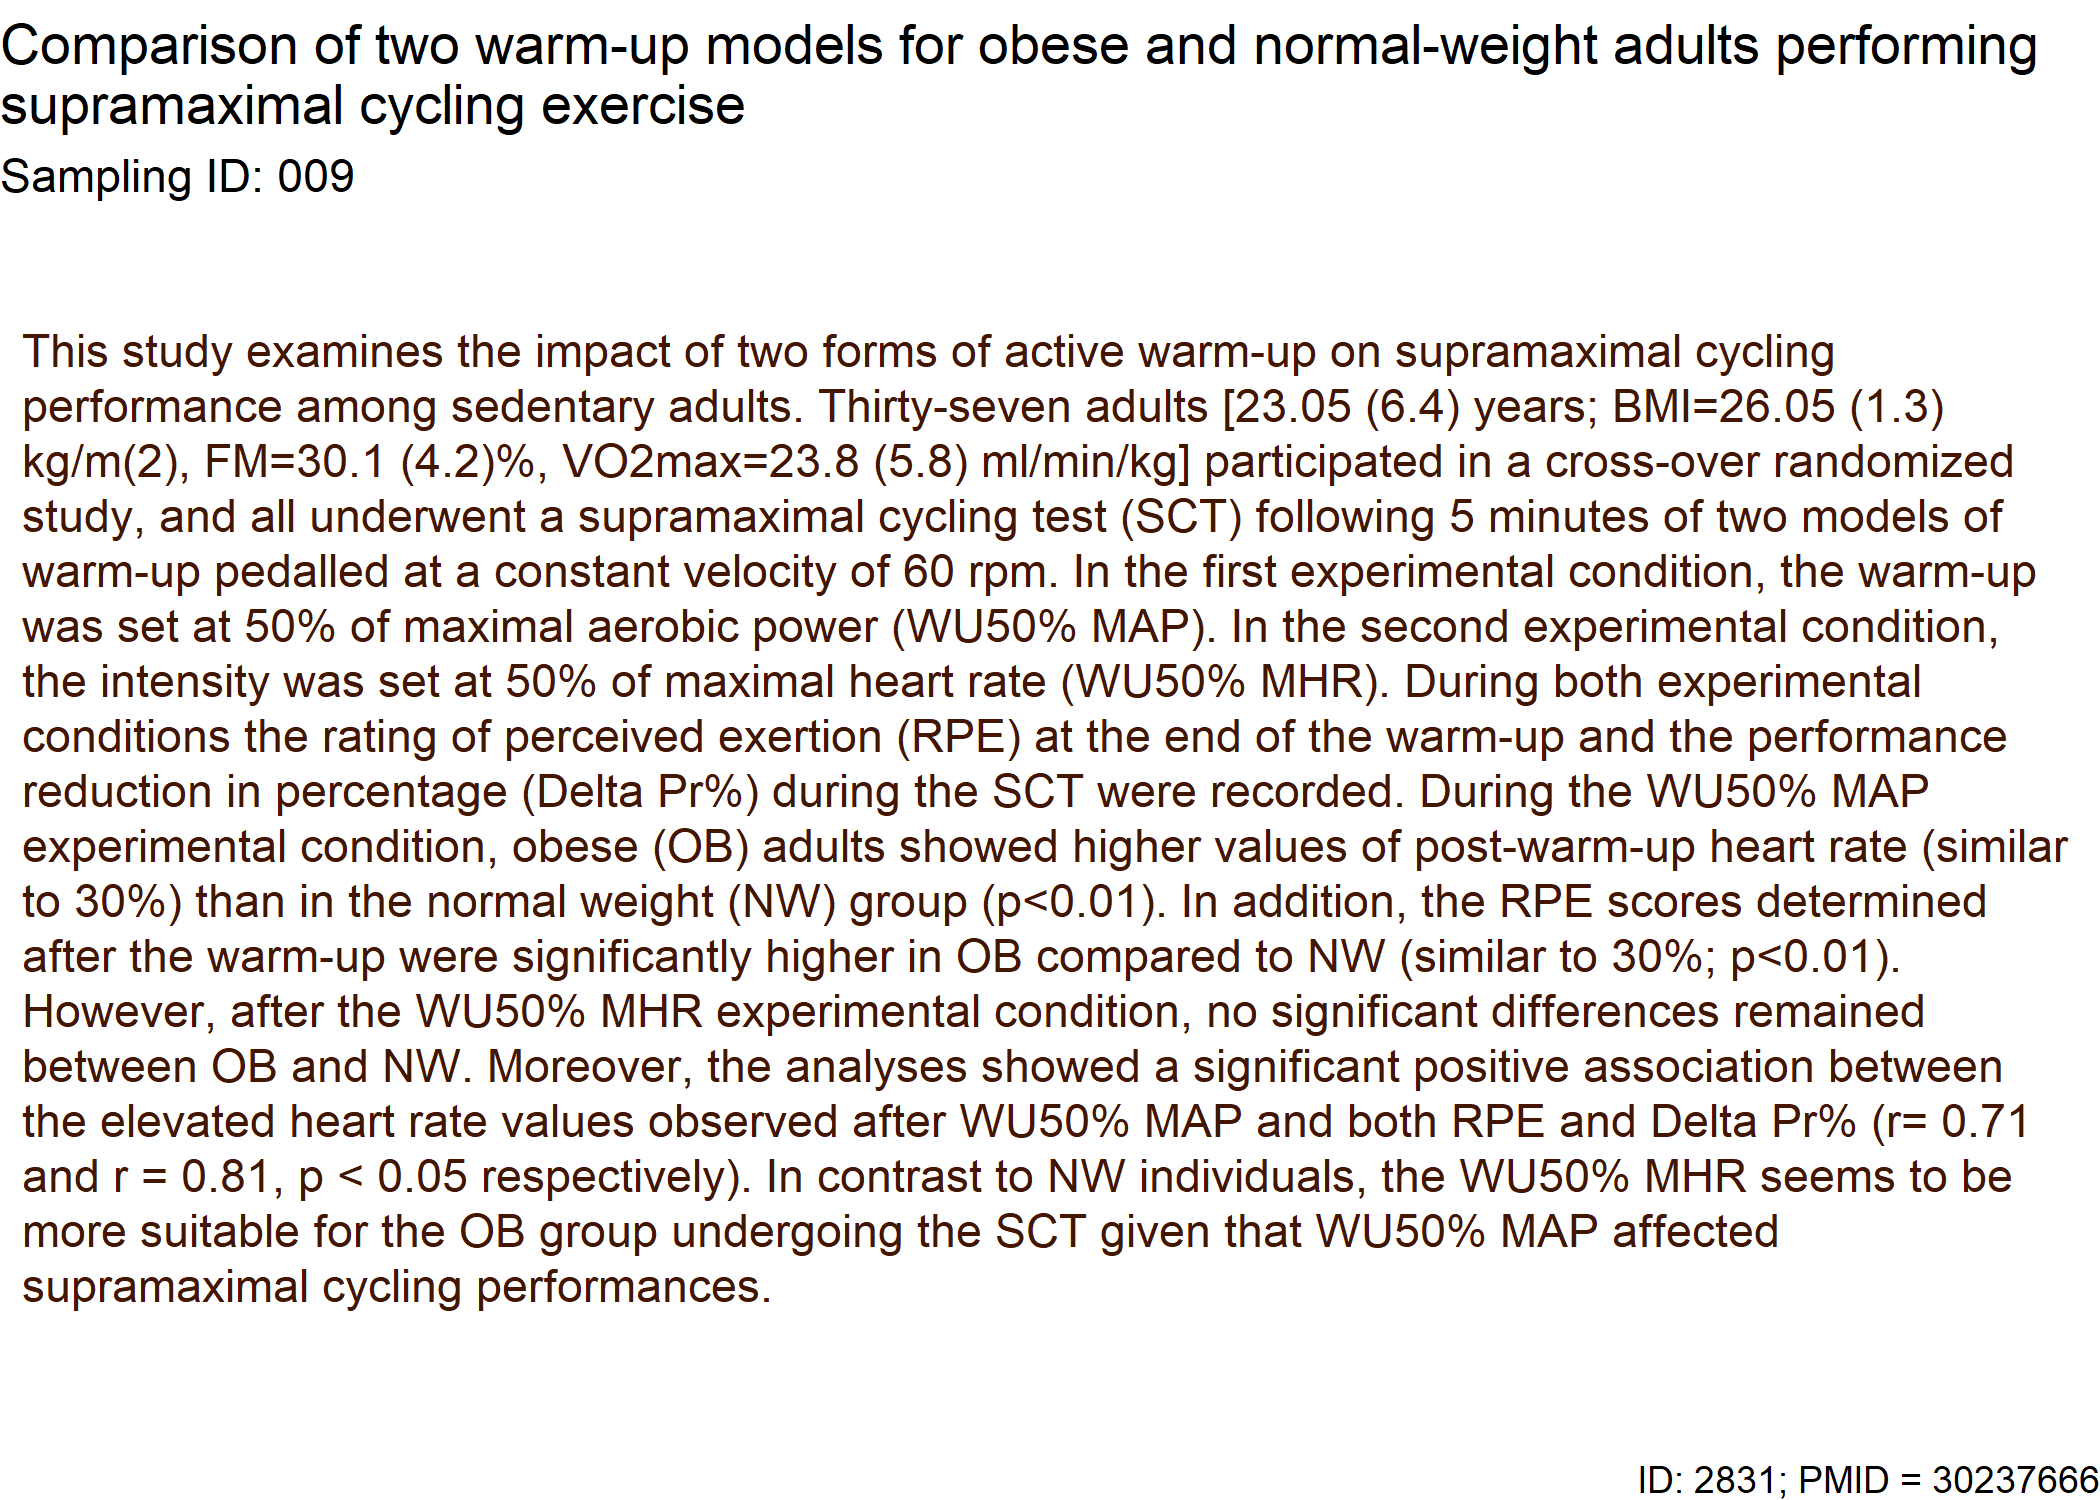 Comparison of two warm-up models for obese and normal-weight adults performing
supramaximal cycling exercise
Sampling ID: 009
This study examines the impact of two forms of active warm-up on supramaximal cycling
performance among sedentary adults. Thirty-seven adults [23.05 (6.4) years; BMI=26.05 (1.3)
kg/m(2), FM=30.1 (4.2)%, VO2max=23.8 (5.8) ml/min/kg] participated in a cross-over randomized
study, and all underwent a supramaximal cycling test (SCT) following 5 minutes of two models of
warm-up pedalled at a constant velocity of 60 rpm. In the first experimental condition, the warm-up
was set at 50% of maximal aerobic power (WU50% MAP). In the second experimental condition,
the intensity was set at 50% of maximal heart rate (WU50% MHR). During both experimental
conditions the rating of perceived exertion (RPE) at the end of the warm-up and the performance
reduction in percentage (Delta Pr%) during the SCT were recorded. During the WU50% MAP
experimental condition, obese (OB) adults showed higher values of post-warm-up heart rate (similar
to 30%) than in the normal weight (NW) group (p<0.01). In addition, the RPE scores determined
after the warm-up were significantly higher in OB compared to NW (similar to 30%; p<0.01).
However, after the WU50% MHR experimental condition, no significant differences remained
between OB and NW. Moreover, the analyses showed a significant positive association between
the elevated heart rate values observed after WU50% MAP and both RPE and Delta Pr% (r= 0.71
and r = 0.81, p < 0.05 respectively). In contrast to NW individuals, the WU50% MHR seems to be
more suitable for the OB group undergoing the SCT given that WU50% MAP affected
supramaximal cycling performances.
ID: 2831; PMID = 30237666